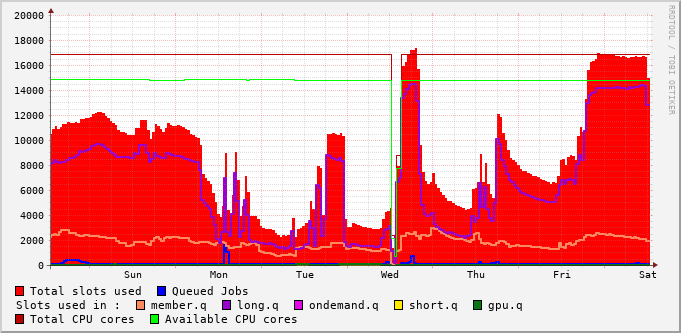 20000
18000
16000
14000
12000
10000
8000
6000
4000
2000
0
Sun Mon Tue Wed Thu Fri Sat
Total slots used Queued Jobs
Slots used in : member.q long.q ondemand.q short.q gpu.q
Total CPU cores Available CPU cores
RRDTOOL / TOBI OETIKER